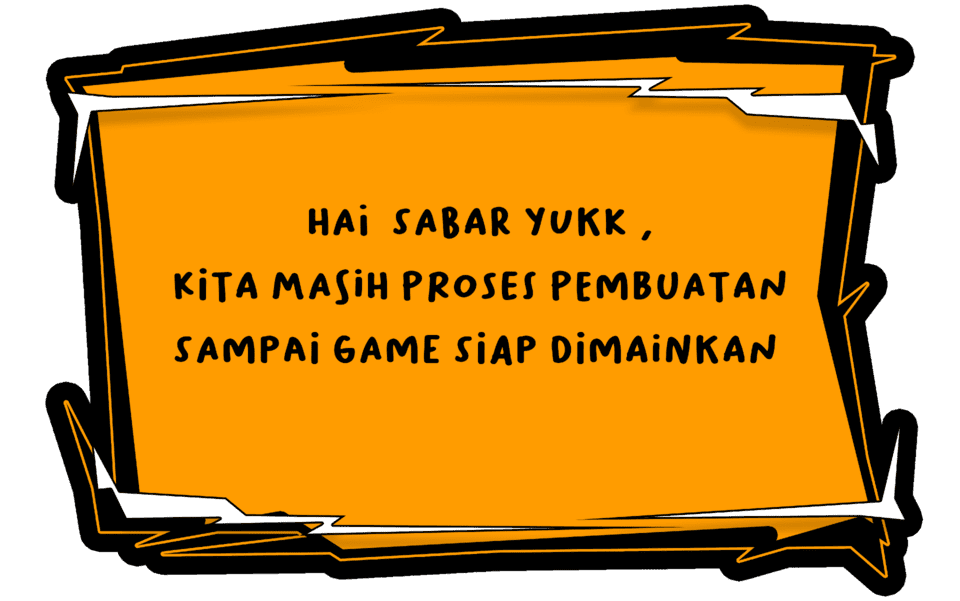 HAi SABAR YUKK ,
KiTA MASiH PROSES PEMBUATAN
SAMPAi GAME SiAP DiMAiNKAN